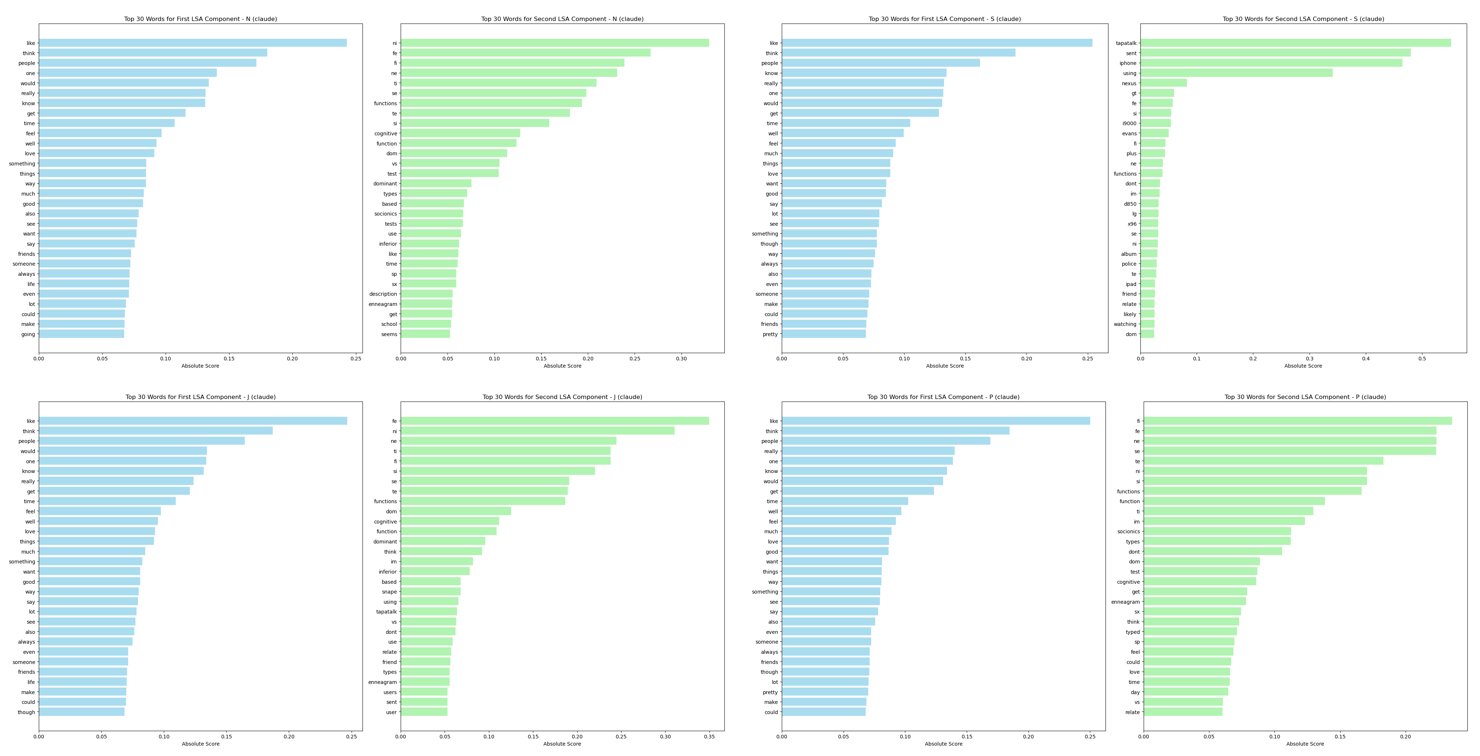 Top 30 Words for First LSA Component - N (claude)
like
think
people
one
would
really
know
get
time
feel
well
love
something
things
way
much
good
also
see
want
say
friends
someone
always
life
even
lot
could
make
going
0.00 0.05 0.10 0.15 0.20 0.25
Absolute Score
Top 30 Words for Second LSA Component - N (claude)
ni
fe
fi
ne
ti
se
functions
te
si
cognitive
function
dom
vs
test
dominant
types
based
socionics
tests
use
inferior
like
time
sp
sx
description
enneagram
get
school
seems
0.00 0.05 0.10 0.15 0.20 0.25 0.30
Absolute Score
Top 30 Words for First LSA Component - S (claude)
like
think
people
know
really
one
would
get
time
well
feel
much
things
love
want
good
say
lot
see
something
though
way
always
also
even
someone
make
could
friends
pretty
0.00 0.05 0.10 0.15 0.20 0.25
Absolute Score
Top 30 Words for Second LSA Component - S (claude)
tapatalk
sent
iphone
using
nexus
gt
fe
si
i9000
evans
fi
plus
ne
functions
dont
im
d850
lg
x96
se
ni
album
police
te
ipad
friend
relate
likely
watching
dom
0.0 0.1 0.2 0.3 0.4 0.5
Absolute Score
Top 30 Words for First LSA Component - J (claude)
like
think
people
would
one
know
really
get
time
feel
well
love
things
much
something
want
good
way
say
lot
see
also
always
even
someone
friends
life
make
could
though
0.00 0.05 0.10 0.15 0.20 0.25
Absolute Score
Top 30 Words for Second LSA Component - J (claude)
fe
ni
ne
ti
fi
si
se
te
functions
dom
cognitive
function
dominant
think
im
inferior
based
shape
using
tapatalk
vs
dont
use
relate
friend
types
enneagram
users
sent
user
0.00 0.05 0.10 0.15 0.20 0.25 0.30 0.35
Absolute Score
Top 30 Words for First LSA Component - P (claude)
like
think
people
really
one
know
would
get
time
well
feel
much
love
good
want
things
way
something
see
say
also
even
someone
always
friends
though
lot
pretty
make
could
0.00 0.05 0.10 0.15 0.20 0.25
Absolute Score
Top 30 Words for Second LSA Component - P (claude)
fi
fe
ne
se
te
ni
si
functions
function
ti
im
socionics
types
dont
dom
test
cognitive
get
enneagram
sx
think
typed
sp
feel
could
love
time
day
vs
relate
0.00 0.05 0.10 0.15 0.20
Absolute Score